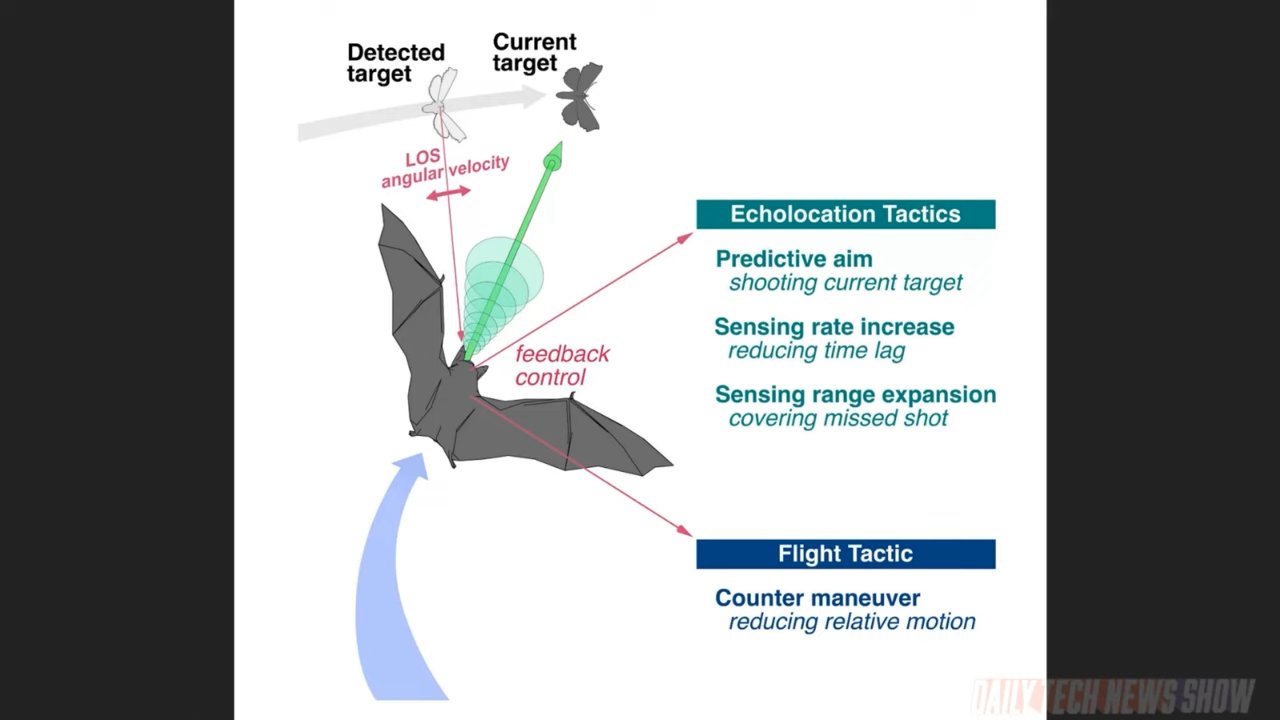 Detected
target
Current
target
LOS
angular velocity
feedback
control
Echolocation Tactics
Predictive aim
shooting current target
Sensing rate increase
reducing time lag
Sensing range expansion
covering missed shot
Flight Tactic
Counter maneuver
reducing relative motion
DAILY TECH NEWS SHOW